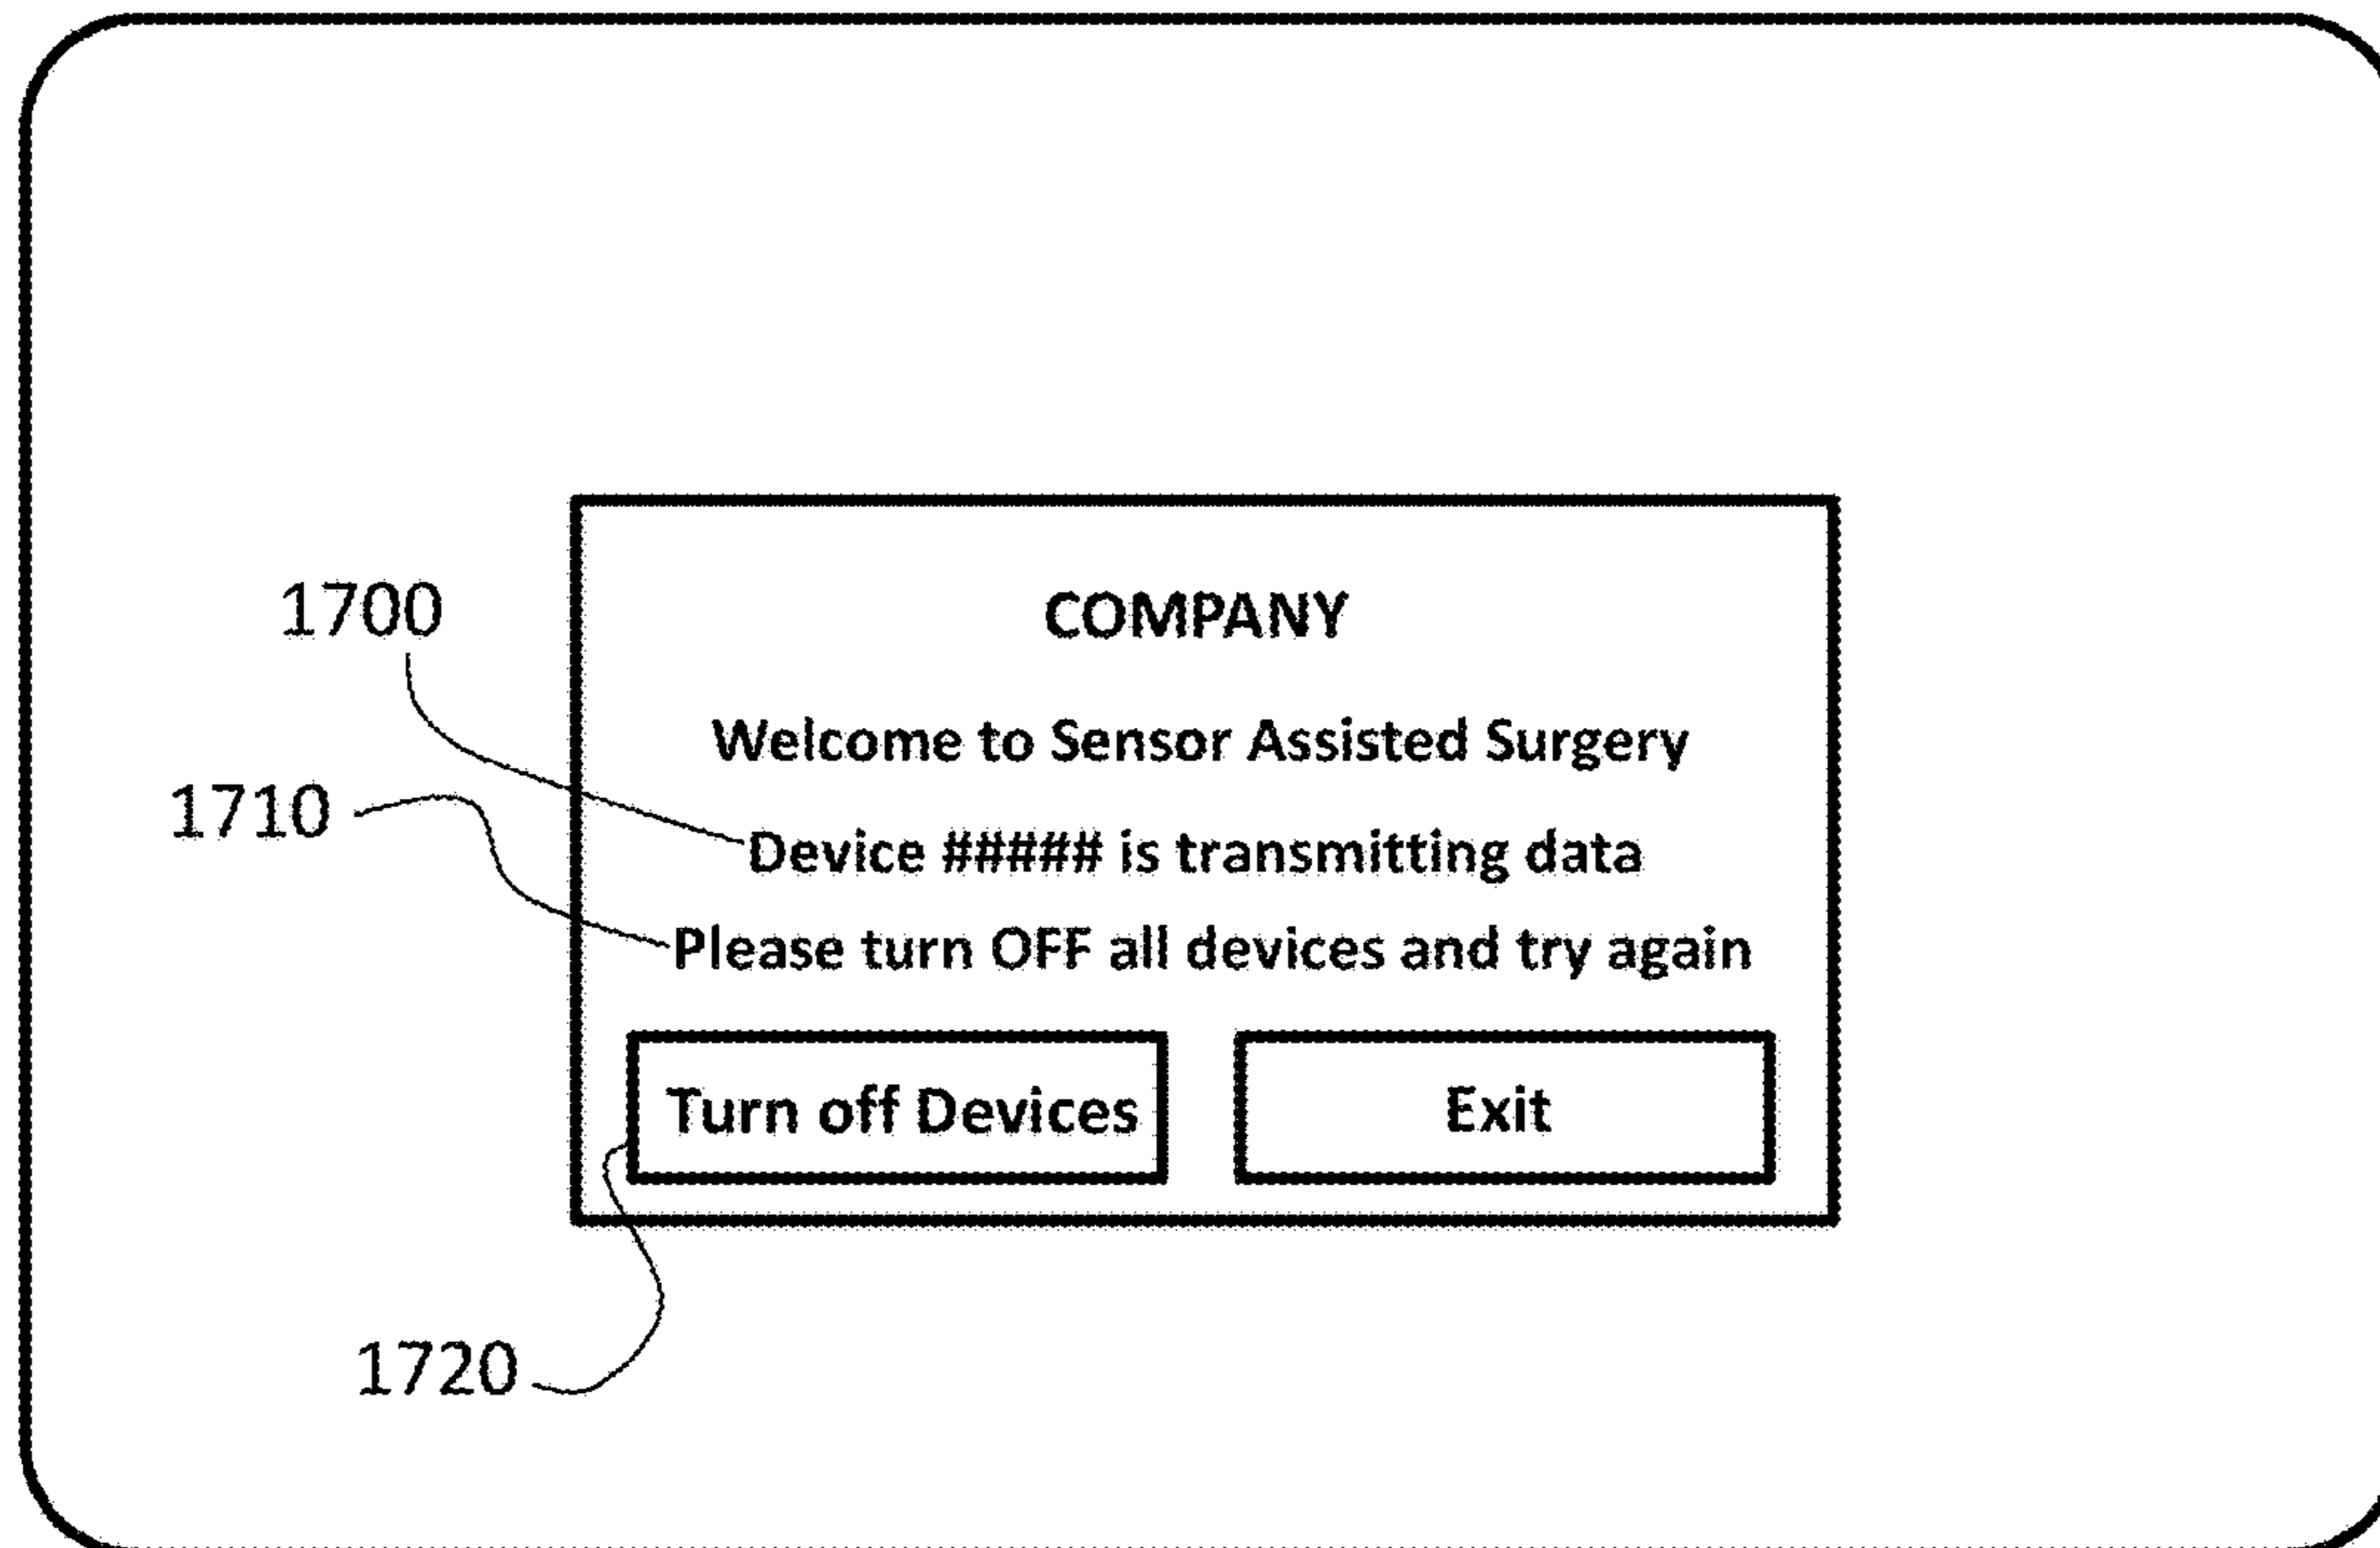 1700
COMPANY
Welcome to Sensor Assisted Surgery
1710
Device ##### is transmitting data
Please turn OFF all devices and try again
Turn off Devices
Exit
1720